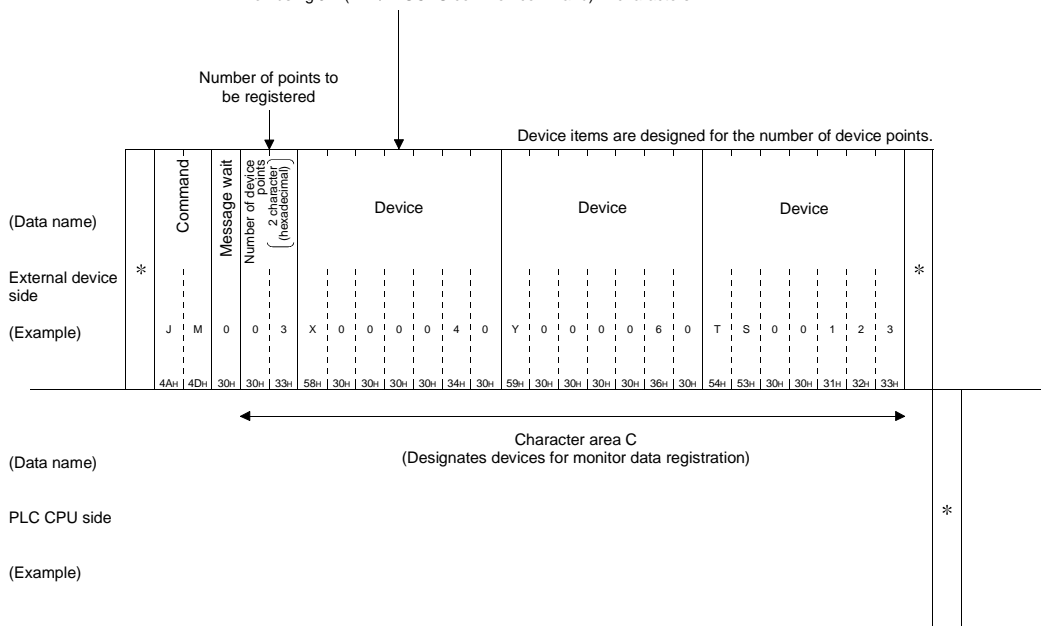 Number of points to
be registered
Device items are designed for the number of device points.
(Data name)
Command
Message wait
Number of device
points
2 character
(hexadecimal)
Device
Device
Device
External device
side
*
*
(Example)
J M 0 0 3 X 0 0 0 0 4 0 Y 0 0 0 0 6 0 T S 0 0 1 2 3
4AH 4DH 30H 30H 33H 58H 30H 30H 30H 30H 34H 30H 59H 30H 30H 30H 30H 36H 30H 54H 53H 30H 30H 31H 32H 33H
Character area C
(Designates devices for monitor data registration)
(Data name)
PLC CPU side
*
(Example)